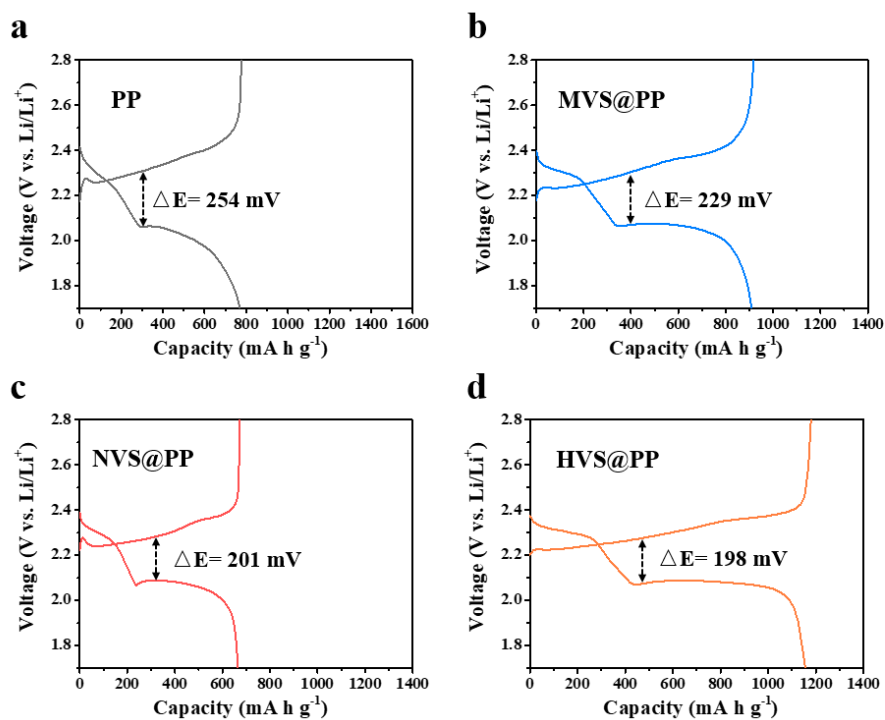 a
PP
△E= 254 mV
Voltage (V vs. Li/Li⁺)
2.8
2.6
2.4
2.2
2.0
1.8
0 200 400 600 800 1000 1200 1400 1600
Capacity (mA h g⁻¹)
b
MVS@PP
△E= 229 mV
Voltage (V vs. Li/Li⁺)
2.8
2.6
2.4
2.2
2.0
1.8
0 200 400 600 800 1000 1200 1400
Capacity (mA h g⁻¹)
c
NVS@PP
△E= 201 mV
Voltage (V vs. Li/Li⁺)
2.8
2.6
2.4
2.2
2.0
1.8
0 200 400 600 800 1000 1200 1400
Capacity (mA h g⁻¹)
d
HVS@PP
△E= 198 mV
Voltage (V vs. Li/Li⁺)
2.8
2.6
2.4
2.2
2.0
1.8
0 200 400 600 800 1000 1200 1400
Capacity (mA h g⁻¹)